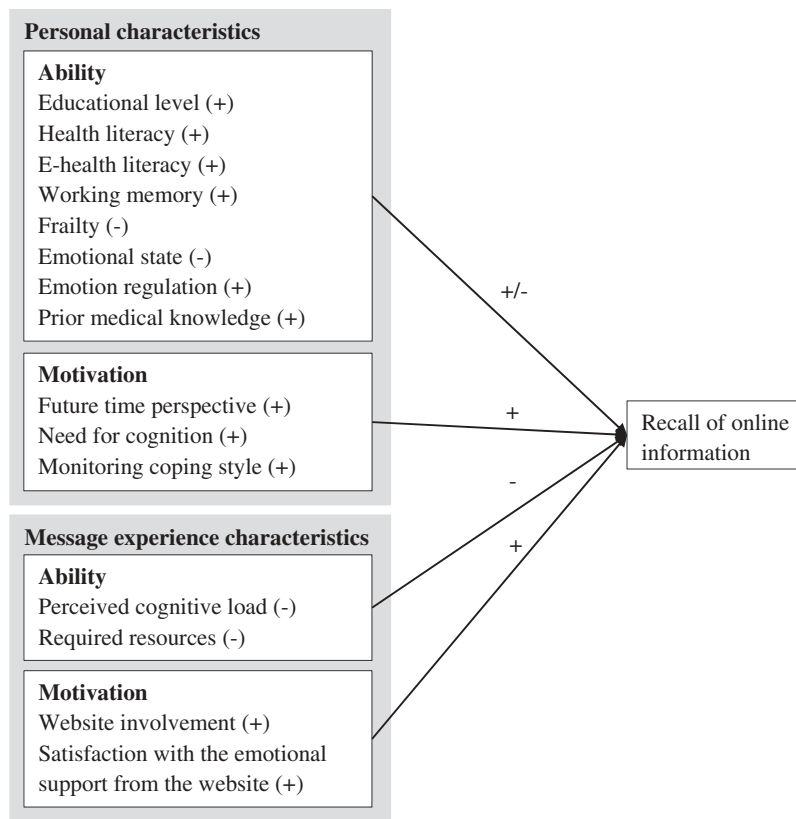 Personal characteristics
Ability
Educational level (+)
Health literacy (+)
E-health literacy (+)
Working memory (+)
Frailty (-)
Emotional state (-)
Emotion regulation (+)
Prior medical knowledge (+)
Motivation
Future time perspective (+)
Need for cognition (+)
Monitoring coping style (+)
Message experience characteristics
Ability
Perceived cognitive load (-)
Required resources (-)
Motivation
Website involvement (+)
Satisfaction with the emotional
support from the website (+)
+/-
+
-
+
Recall of online
information